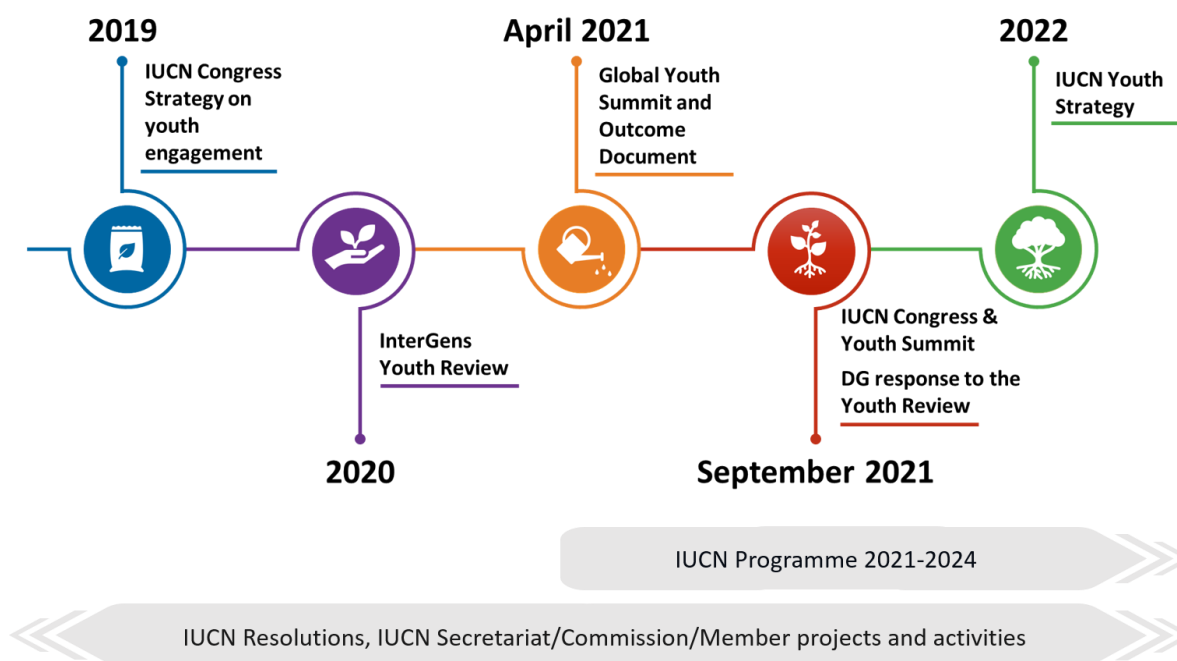 2019
IUCN Congress
Strategy on
youth
engagement
InterGens
Youth Review
2020
April 2021
Global Youth
Summit and
Outcome
Document
IUCN Congress &
Youth Summit
DG response to the
Youth Review
September 2021
2022
IUCN Youth
Strategy
IUCN Programme 2021-2024
IUCN Resolutions, IUCN Secretariat/Commission/Member projects and activities